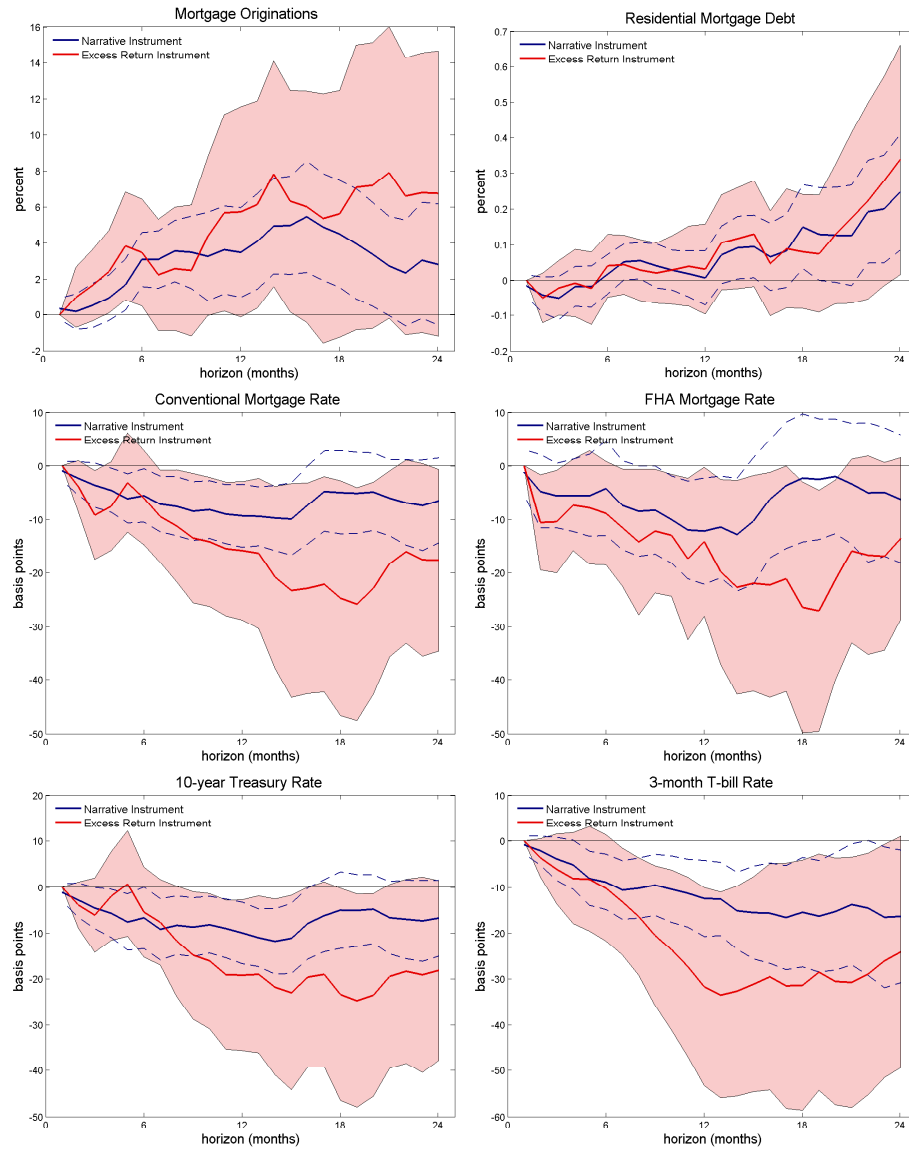 Mortgage Originations
16
14
12
10
8
6
4
2
0
-2
percent
Narrative Instrument
Excess Return Instrument
0 6 12 18 24
horizon (months)
Residential Mortgage Debt
0.7
0.6
0.5
0.4
0.3
0.2
0.1
0
-0.1
-0.2
percent
Narrative Instrument
Excess Return Instrument
0 6 12 18 24
horizon (months)
Conventional Mortgage Rate
10
0
-10
-20
-30
-40
-50
basis points
Narrative Instrument
Excess Return Instrument
0 6 12 18 24
horizon (months)
FHA Mortgage Rate
10
0
-10
-20
-30
-40
-50
basis points
Narrative Instrument
Excess Return Instrument
0 6 12 18 24
horizon (months)
10-year Treasury Rate
20
10
0
-10
-20
-30
-40
-50
basis points
Narrative Instrument
Excess Return Instrument
0 6 12 18 24
horizon (months)
3-month T-bill Rate
10
0
-10
-20
-30
-40
-50
-60
basis points
Narrative Instrument
Excess Return Instrument
0 6 12 18 24
horizon (months)